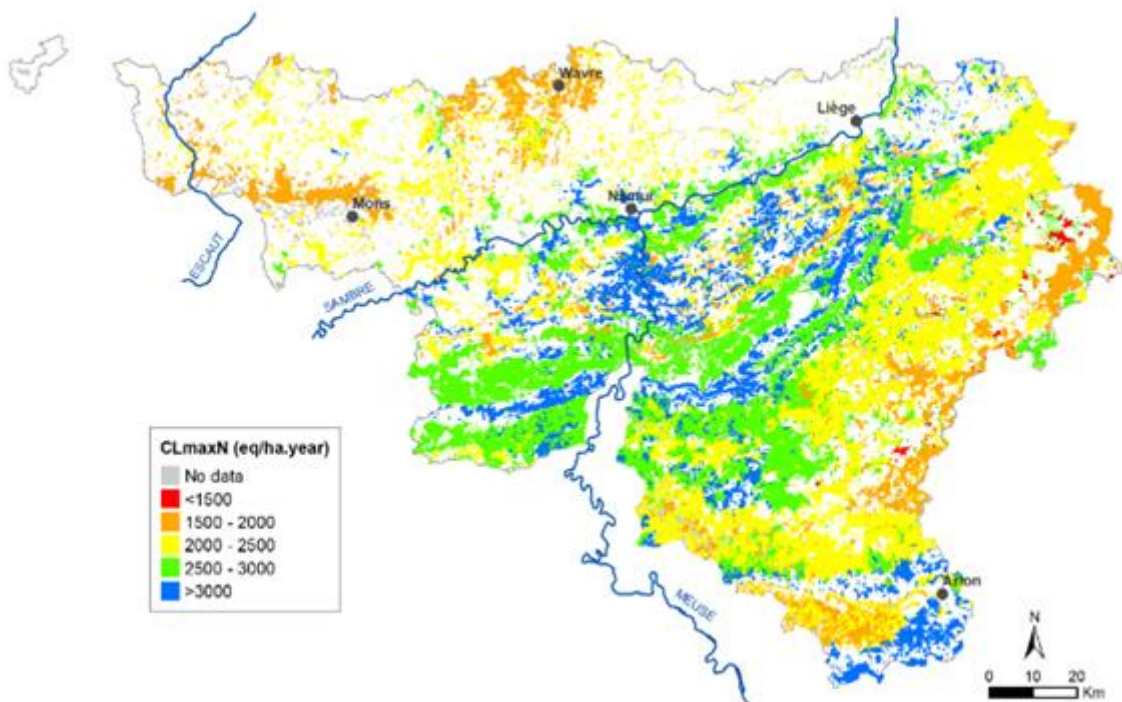 Wavre
Liège
Namur
Mons
ESCAUT
SAMBRE
CLmaxN (eq/ha.year)
No data
<1500
1500 - 2000
2000 - 2500
2500 - 3000
>3000
MEUSE
Arlon
N
0 10 20
Km